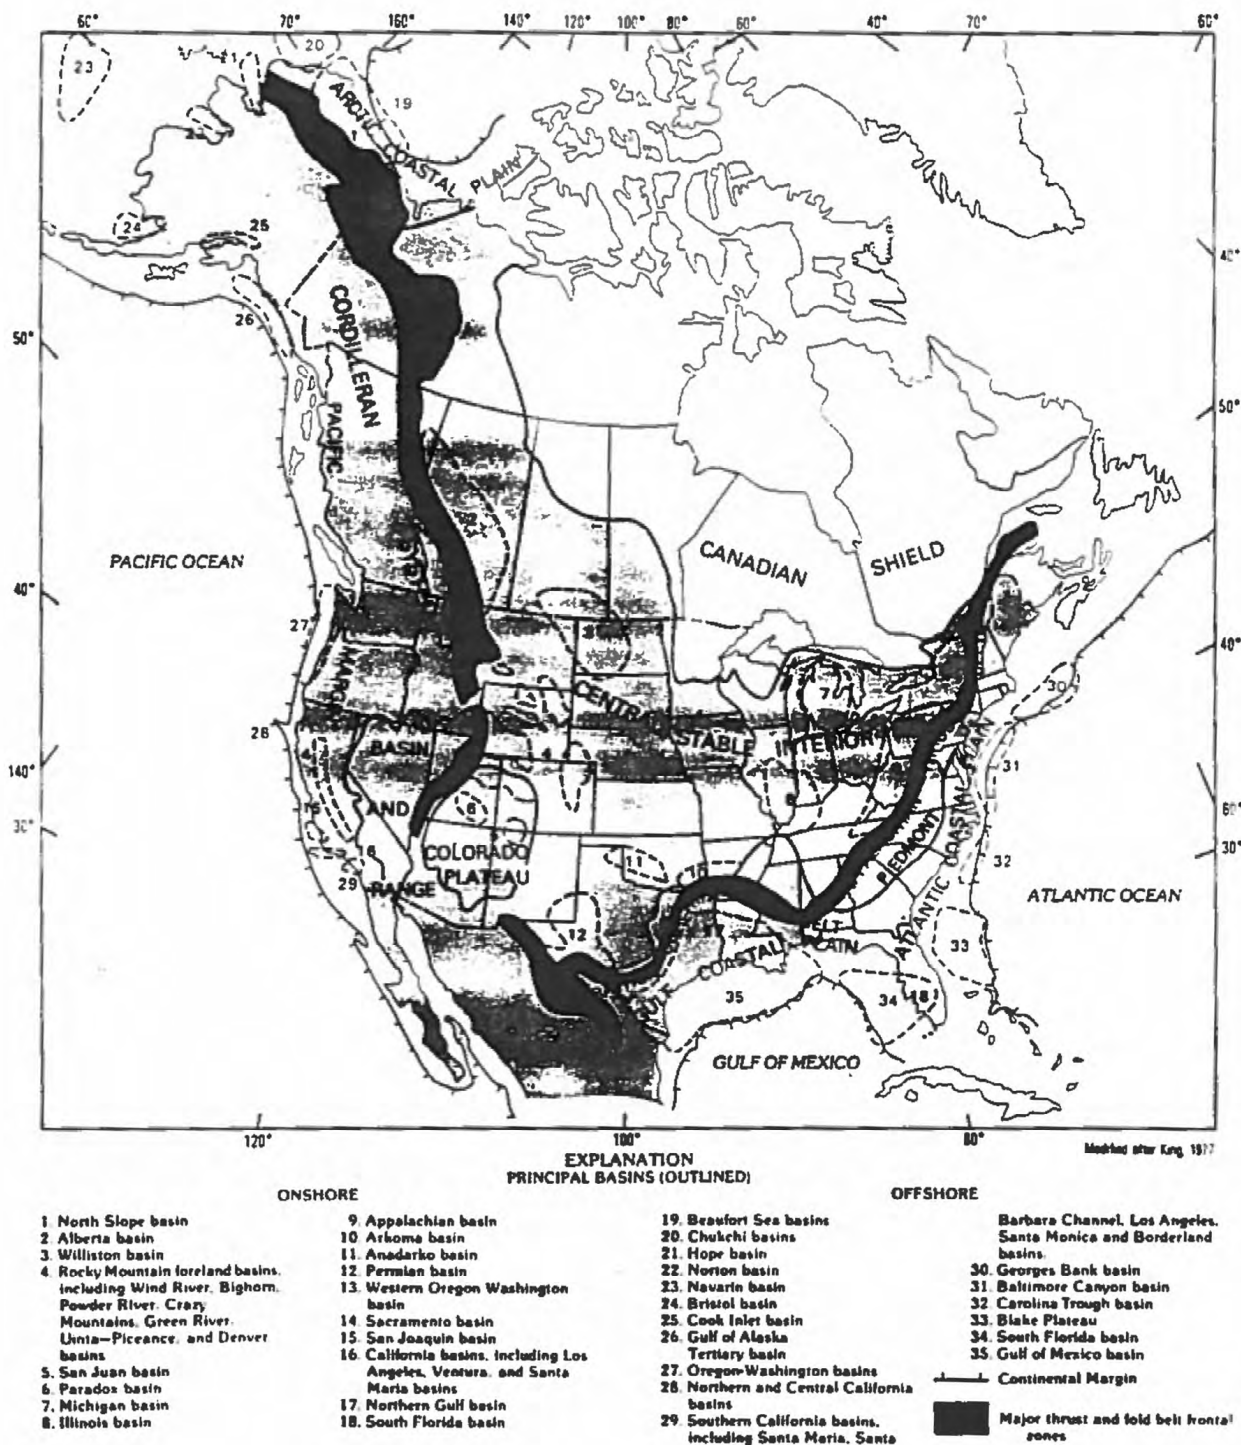 60° 70° 160° 140° 120° 100° 80° 60° 40° 70° 60°
20
21
23
19
ARCTIC COASTAL PLAIN
1
22
24
25
40°
40°
26
50°
CORDILLERAN
50°
PACIFIC
2
PACIFIC OCEAN
CANADIAN SHIELD
40°
27
3
40°
MARGIN
7
30
CENTRAL
28
STABLE INTERIOR
BASIN
4
31
140°
8
AND
6
30°
30°
COLORADO
PLATEAU
PIEDMONT
32
11
16
29
RANGE
ATLANTIC COASTAL PLAIN
ATLANTIC OCEAN
12
33
GULF COASTAL PLAIN
35
34
18
GULF OF MEXICO
120° 100° 80°
Modified after King, 1977
EXPLANATION
PRINCIPAL BASINS (OUTLINED)
ONSHORE
1. North Slope basin
2. Alberta basin
3. Williston basin
4. Rocky Mountain foreland basins,
including Wind River, Bighorn,
Powder River, Crazy
Mountains, Green River,
Uinta—Piceance, and Denver
basins
5. San Juan basin
6. Paradox basin
7. Michigan basin
8. Illinois basin
9. Appalachian basin
10. Arkoma basin
11. Anadarko basin
12. Permian basin
13. Western Oregon Washington
basin
14. Sacramento basin
15. San Joaquin basin
16. California basins, including Los
Angeles, Ventura, and Santa
Maria basins
17. Northern Gulf basin
18. South Florida basin
OFFSHORE
19. Beaufort Sea basins
20. Chukchi basins
21. Hope basin
22. Norton basin
23. Navarin basin
24. Bristol basin
25. Cook Inlet basin
26. Gulf of Alaska
Tertiary basin
27. Oregon-Washington basins
28. Northern and Central California
basins
29. Southern California basins,
including Santa Maria, Santa
Barbara Channel, Los Angeles,
Santa Monica and Borderland
basins.
30. Georges Bank basin
31. Baltimore Canyon basin
32. Carolina Trough basin
33. Blake Plateau
34. South Florida basin
35. Gulf of Mexico basin
Continental Margin
Major thrust and fold belt frontal
zones